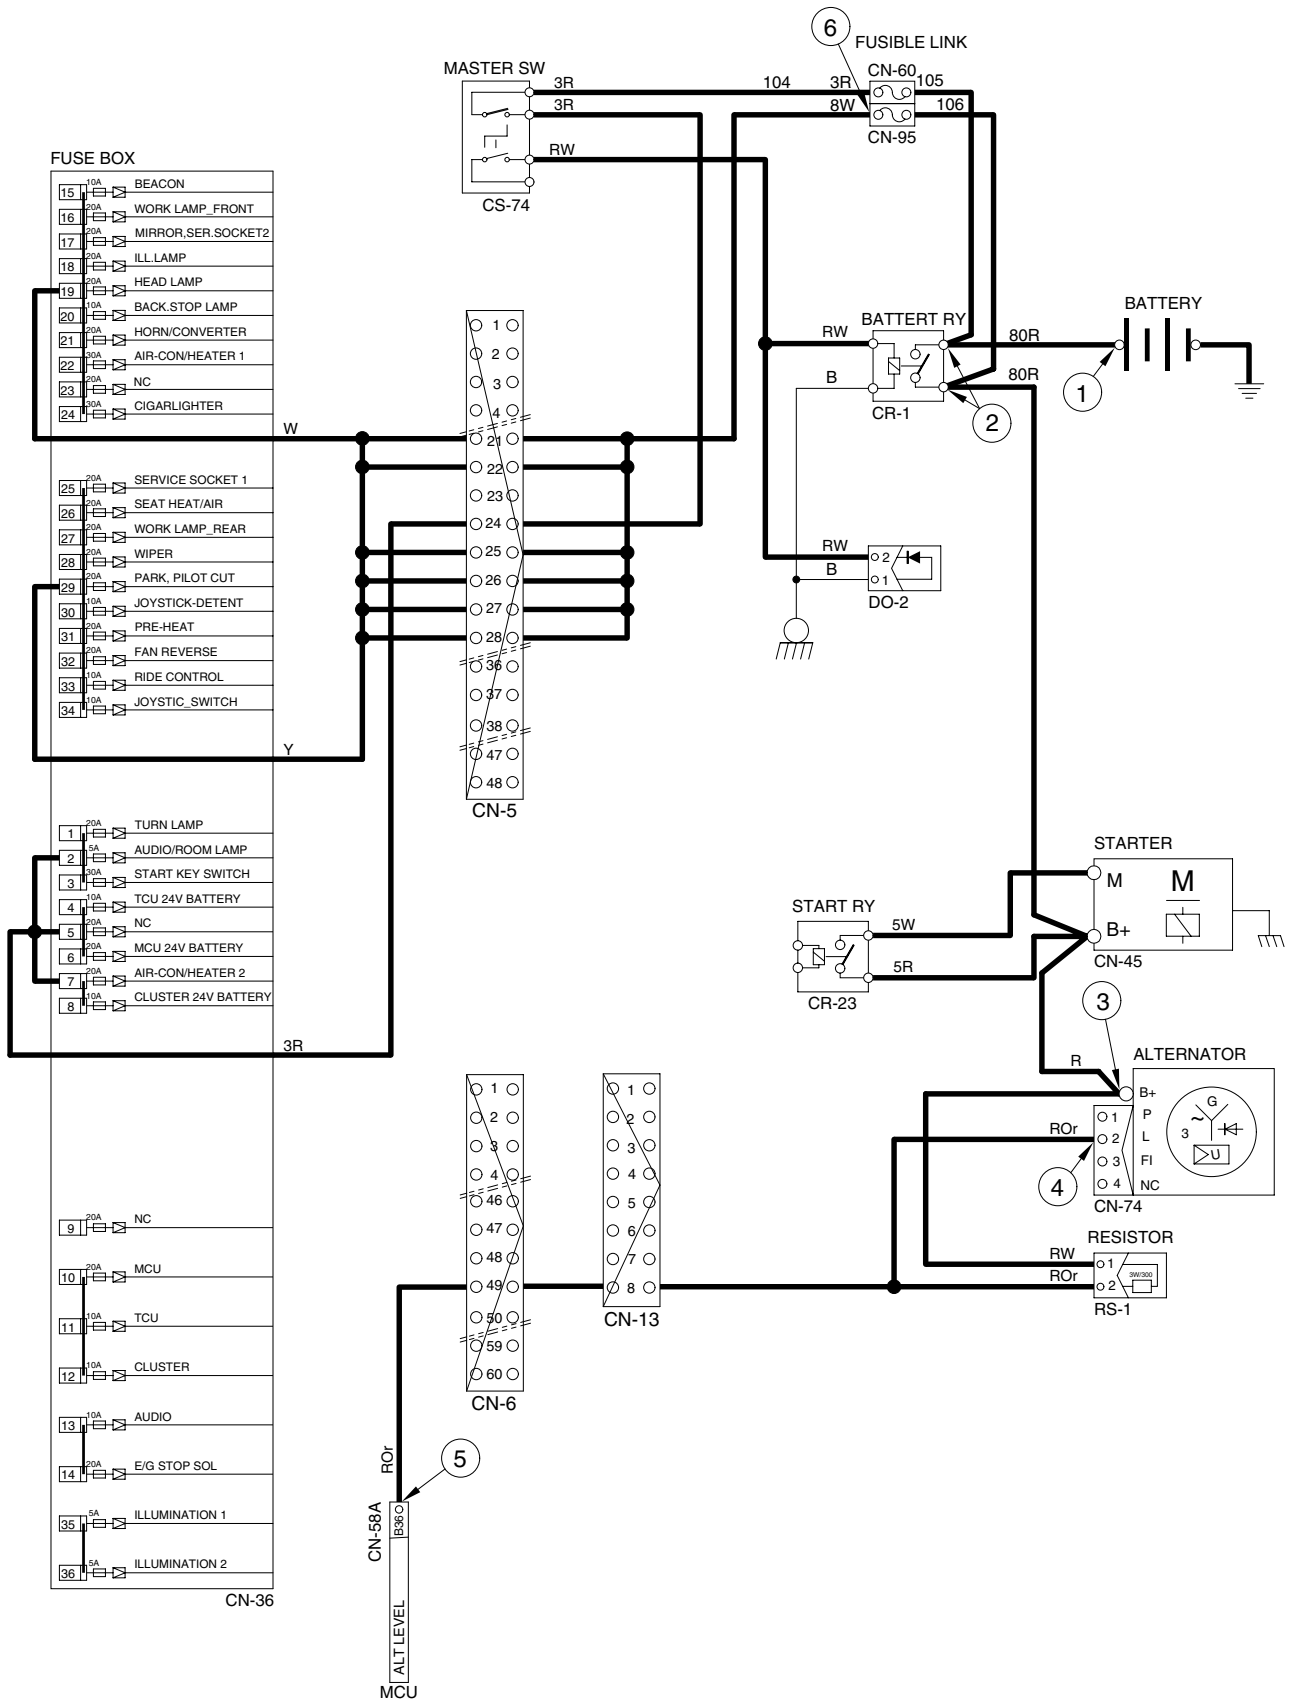 6
FUSIBLE LINK
MASTER SW
CN-60
3R 104 3R 105
3R 8W 106
CN-95
RW
CS-74
FUSE BOX
15 10A BEACON
16 20A WORK LAMP_FRONT
17 20A MIRROR,SER.SOCKET2
18 20A ILL.LAMP
19 20A HEAD LAMP
20 10A BACK.STOP LAMP
21 20A HORN/CONVERTER
22 30A AIR-CON/HEATER 1
23 20A NC
24 30A CIGARLIGHTER
W
25 20A SERVICE SOCKET 1
26 20A SEAT HEAT/AIR
27 20A WORK LAMP_REAR
28 20A WIPER
29 20A PARK, PILOT CUT
30 10A JOYSTICK-DETENT
31 20A PRE-HEAT
32 20A FAN REVERSE
33 10A RIDE CONTROL
34 10A JOYSTIC_SWITCH
Y
1 20A TURN LAMP
2 5A AUDIO/ROOM LAMP
3 30A START KEY SWITCH
4 10A TCU 24V BATTERY
5 20A NC
6 20A MCU 24V BATTERY
7 20A AIR-CON/HEATER 2
8 10A CLUSTER 24V BATTERY
3R
9 20A NC
10 20A MCU
11 10A TCU
12 10A CLUSTER
13 10A AUDIO
14 20A E/G STOP SOL
35 5A ILLUMINATION 1
36 5A ILLUMINATION 2
CN-36
1
2
3
4
21
22
23
24
25
26
27
28
36
37
38
47
48
CN-5
BATTERT RY
RW
B
CR-1
80R
80R
2
BATTERY
1
RW 2
B 1
DO-2
STARTER
M M
B+
CN-45
START RY
5W
5R
CR-23
3
ALTERNATOR
R
B+
1 P
ROr 2 L
3 FI
4 NC
G
3 ~
U
4
CN-74
RESISTOR
RW 1
ROr 2
3W/300
RS-1
1
2
3
4
46
47
48
49
50
59
60
CN-6
1
2
3
4
5
6
7
8
CN-13
ROr
5
CN-58A
B36
ALT LEVEL
MCU